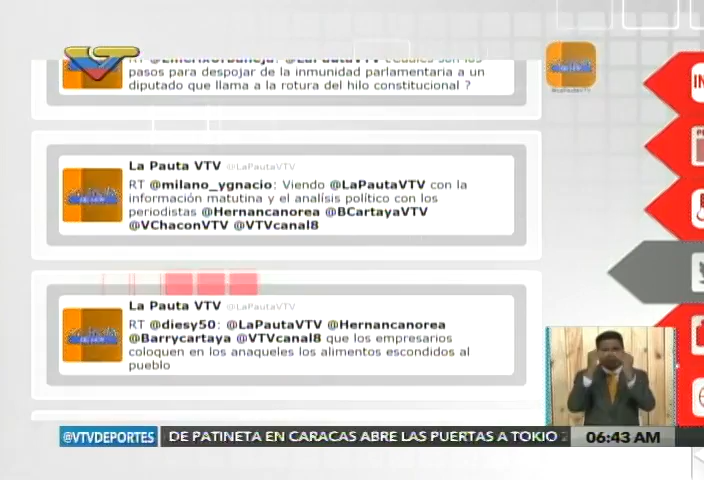 pasos para despojar de la inmunidad parlamentaria a un
diputado que llama a la rotura del hilo constitucional ?
La Pauta VTV @LaPautaVTV
RT @milano_ygnacio: Viendo @LaPautaVTV con la
información matutina y el analisis político con los
periodistas @Hernancanorea @BCartayaVTV
@VChaconVTV @VTVcanal8
La Pauta VTV @LaPautaVTV
RT @diesy50: @LaPautaVTV @Hernancanorea
@Barrycartaya @VTVcanal8 que los empresarios
coloquen en los anaqueles los alimentos escondidos al
pueblo
@VTVDEPORTES DE PATINETA EN CARACAS ABRE LAS PUERTAS A TOKIO 06:43 AM